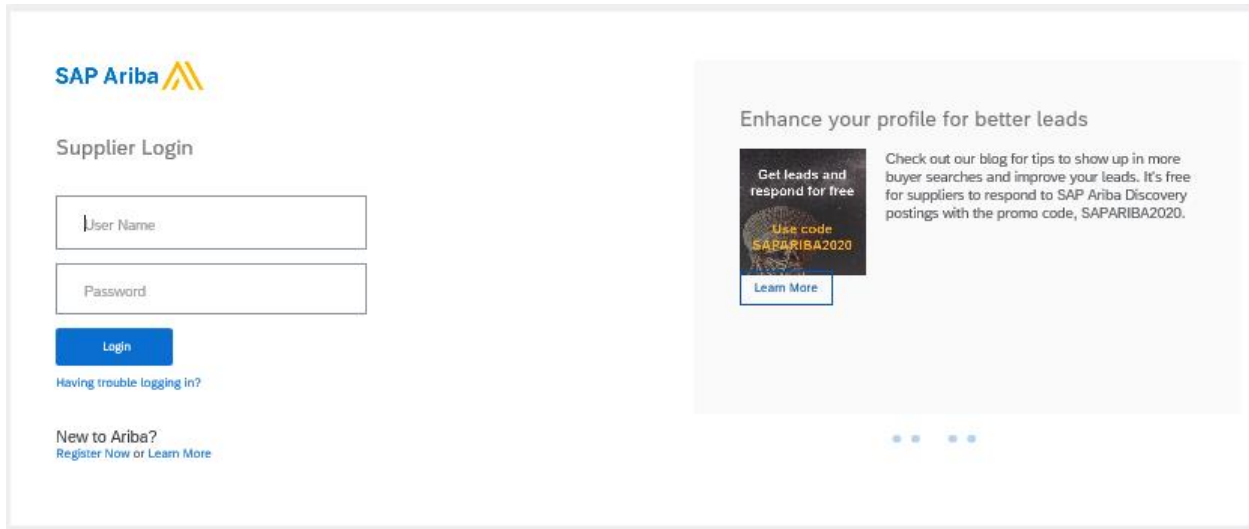 SAP Ariba
Supplier Login
User Name
Password
Login
Having trouble logging in?
New to Ariba?
Register Now or Learn More
Enhance your profile for better leads
Get leads and
respond for free
Use code
SAPARIBA2020
Learn More
Check out our blog for tips to show up in more
buyer searches and improve your leads. It's free
for suppliers to respond to SAP Ariba Discovery
postings with the promo code, SAPARIBA2020.